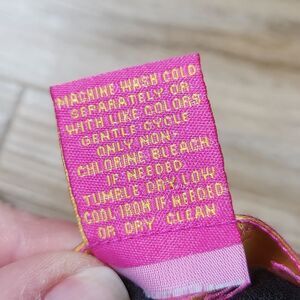 MACHINE WASH COLD
SEPARATELY OR
WITH LIKE COLORS
GENTLE CYCLE
ONLY NON-
CHLORINE BLEACH
IF NEEDED
TUMBLE DRY LOW
COOL IRON IF NEEDED
OR DRY CLEAN